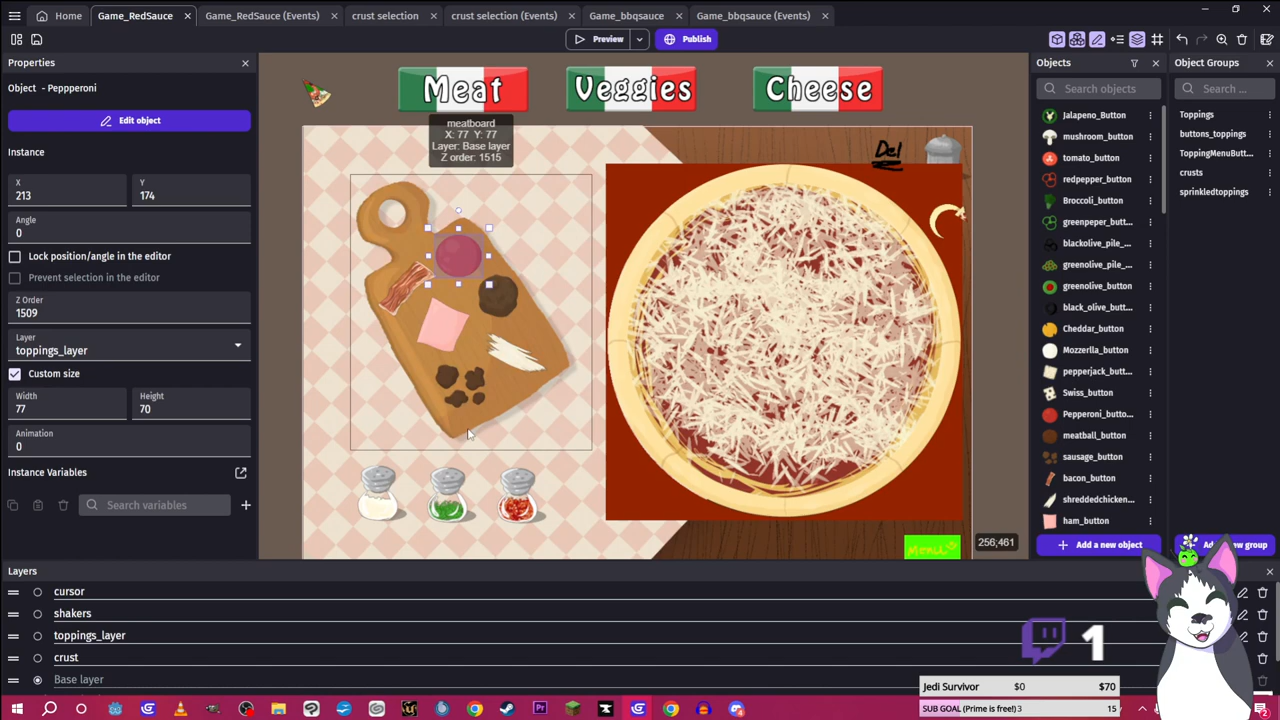 Home
Game_RedSauce
Game_RedSauce (Events)
crust selection
crust selection (Events)
Game_bbqsauce
Game_bbqsauce (Events)
Preview
Publish
Properties
Object - Pepperoni
Edit object
Instance
X
213
Y
174
Angle
0
Lock position/angle in the editor
Prevent selection in the editor
Z Order
1509
Layer
toppings_layer
Custom size
Width
77
Height
70
Animation
0
Instance Variables
Search variables
Meat
Veggies
Cheese
meatboard
X: 77 Y: 77
Layer: Base layer
Z order: 1515
Del
Menu
256;461
Objects
Search objects
Jalapeno_Button
mushroom_button
tomato_button
redpepper_button
Broccoli_button
greenpeper_butt...
blackolive_pile_...
greenolive_pile_...
greenolive_button
black_olive_butt...
Cheddar_button
Mozzerlla_button
pepperjack_butt...
Swiss_button
Pepperoni_butto...
meatball_button
sausage_button
bacon_button
shreddedchicken...
ham_button
Add a new object
Object Groups
Search ...
Toppings
buttons_toppings
ToppingMenuButt...
crusts
sprinkledtoppings
Layers
cursor
shakers
toppings_layer
crust
Base layer
1
Jedi Survivor $0 $70
SUB GOAL (Prime is free!) 3 15